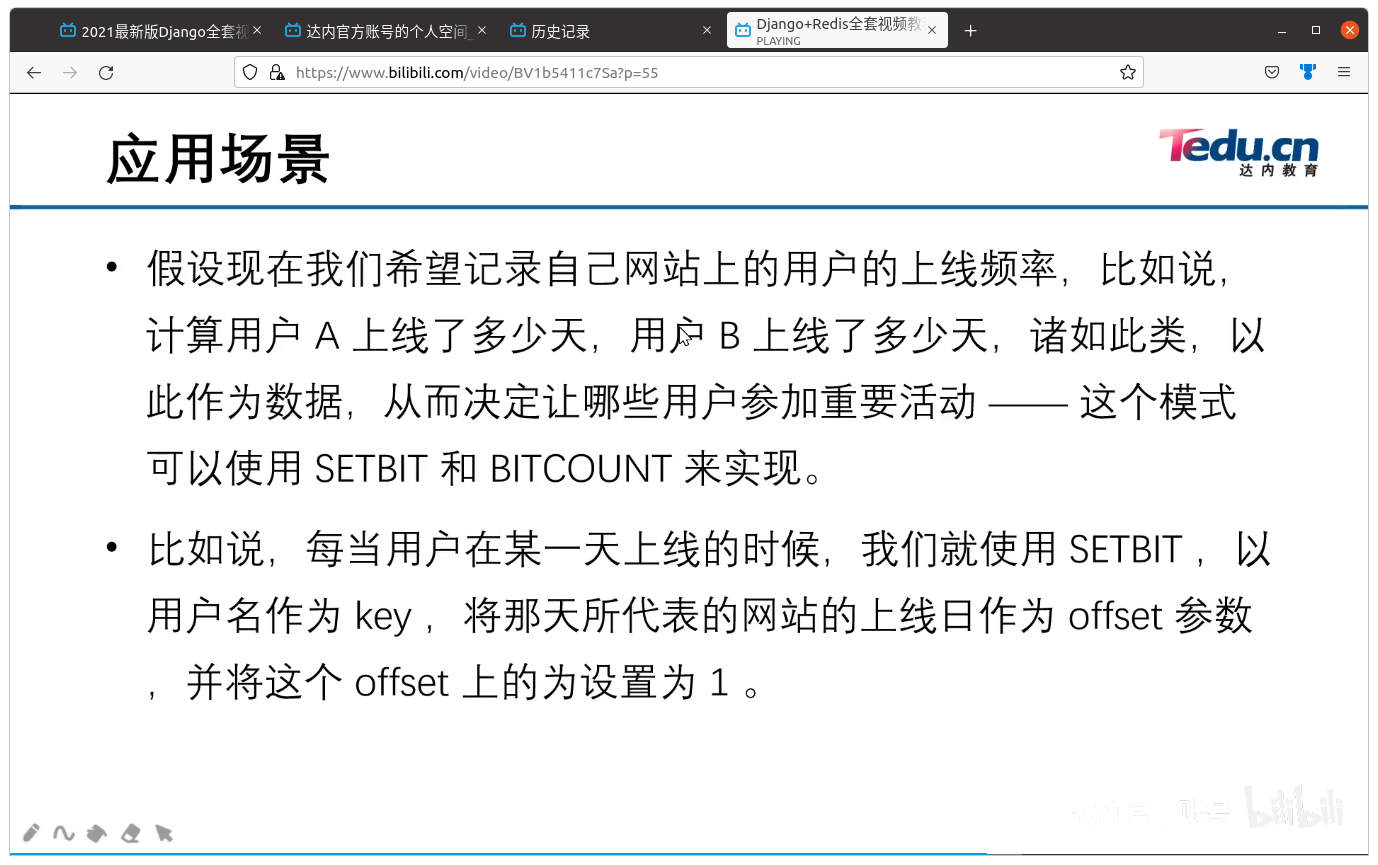 2021最新版Django全套视
达内官方账号的个人空间_
历史记录
Django+Redis全套视频教
PLAYING
https://www.bilibili.com/video/BV1b5411c7Sa?p=55
应用场景
Tedu.cn
达内教育
• 假设现在我们希望记录自己网站上的用户的上线频率，比如说，
计算用户 A 上线了多少天，用户 B 上线了多少天，诸如此类，以
此作为数据，从而决定让哪些用户参加重要活动 —— 这个模式
可以使用 SETBIT 和 BITCOUNT 来实现。
• 比如说，每当用户在某一天上线的时候，我们就使用 SETBIT ，以
用户名作为 key ，将那天所代表的网站的上线日作为 offset 参数
，并将这个 offset 上的为设置为 1 。
达内官方账号 bilibili